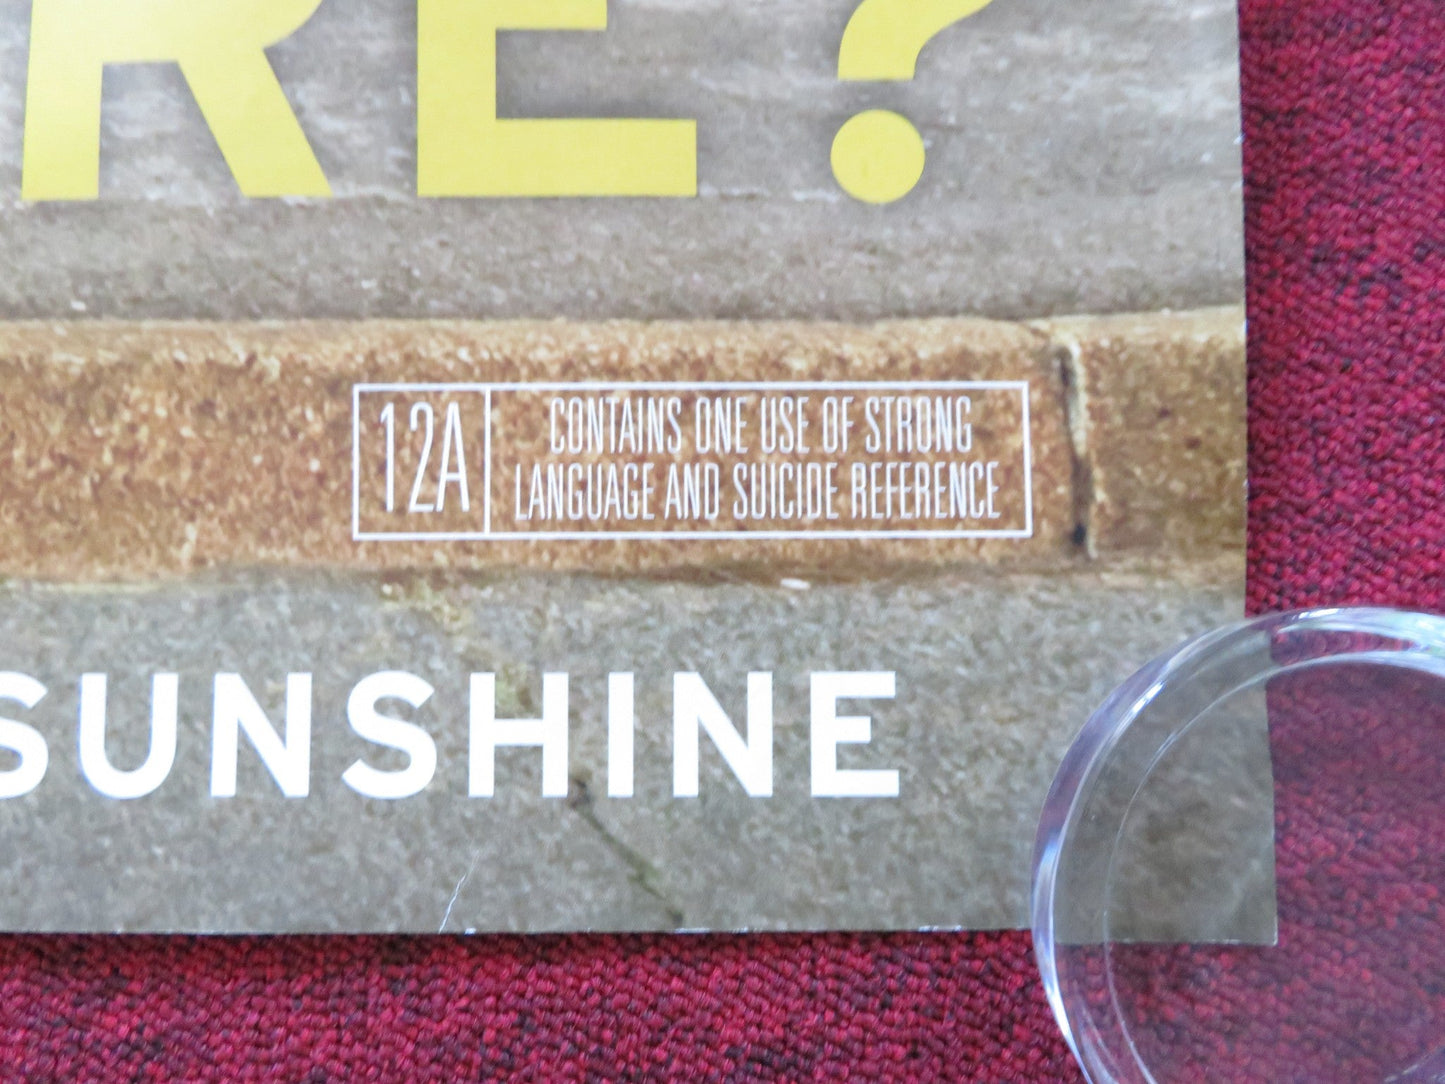 RE?
12A
CONTAINS ONE USE OF STRONG
LANGUAGE AND SUICIDE REFERENCE
SUNSHINE